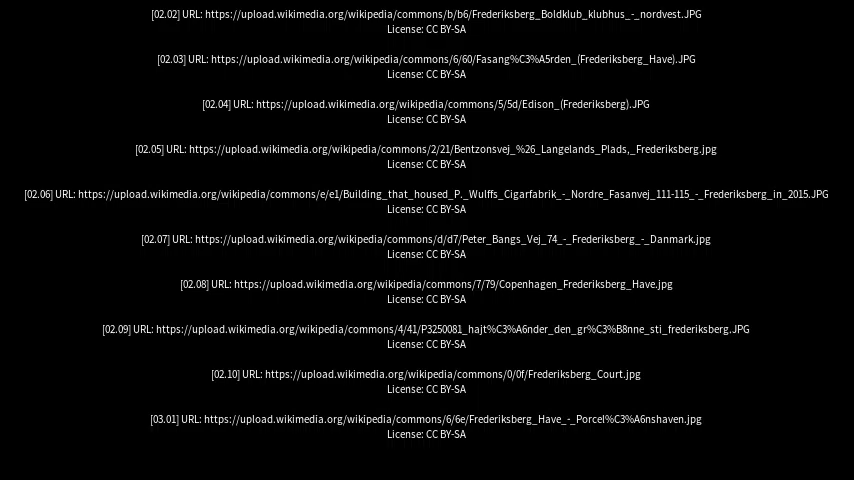 [02.02] URL: https://upload.wikimedia.org/wikipedia/commons/b/b6/Frederiksberg_Boldklub_klubhus_-_nordvest.JPG
License: CC BY-SA
[02.03] URL: https://upload.wikimedia.org/wikipedia/commons/6/60/Fasang%C3%A5rden_(Frederiksberg_Have).JPG
License: CC BY-SA
[02.04] URL: https://upload.wikimedia.org/wikipedia/commons/5/5d/Edison_(Frederiksberg).JPG
License: CC BY-SA
[02.05] URL: https://upload.wikimedia.org/wikipedia/commons/2/21/Bentzonsvej_%26_Langelands_Plads,_Frederiksberg.jpg
License: CC BY-SA
[02.06] URL: https://upload.wikimedia.org/wikipedia/commons/e/e1/Building_that_housed_P._Wulffs_Cigarfabrik_-_Nordre_Fasanvej_111-115_-_Frederiksberg_in_2015.JPG
License: CC BY-SA
[02.07] URL: https://upload.wikimedia.org/wikipedia/commons/d/d7/Peter_Bangs_Vej_74_-_Frederiksberg_-_Danmark.jpg
License: CC BY-SA
[02.08] URL: https://upload.wikimedia.org/wikipedia/commons/7/79/Copenhagen_Frederiksberg_Have.jpg
License: CC BY-SA
[02.09] URL: https://upload.wikimedia.org/wikipedia/commons/4/41/P3250081_hajt%C3%A6nder_den_gr%C3%B8nne_sti_frederiksberg.JPG
License: CC BY-SA
[02.10] URL: https://upload.wikimedia.org/wikipedia/commons/0/0f/Frederiksberg_Court.jpg
License: CC BY-SA
[03.01] URL: https://upload.wikimedia.org/wikipedia/commons/6/6e/Frederiksberg_Have_-_Porcel%C3%A6nshaven.jpg
License: CC BY-SA